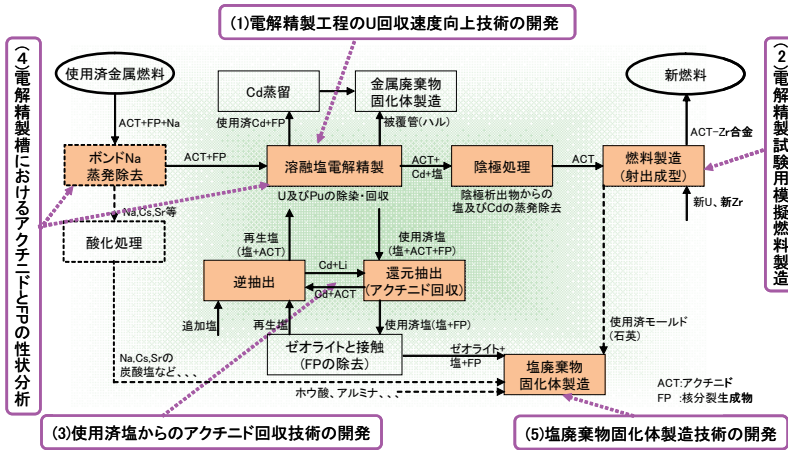 (1)電解精製工程のU回収速度向上技術の開発
(4)電解精製槽におけるアクチニドとFPの性状分析
(2)電解精製試験用模擬燃料製造
使用済金属燃料
Cd蒸留
金属廃棄物
固化体製造
新燃料
ACT+FP+Na
使用済Cd+FP
被覆管(ハル)
ACT-Zr合金
ボンドNa
蒸発除去
ACT+FP
溶融塩電解精製
ACT+
Cd+塩
陰極処理
ACT
燃料製造
(射出成型)
U及びPuの除染・回収
陰極析出物からの
塩及びCdの蒸発除去
新U、新Zr
Na,Cs,Sr等
酸化処理
再生塩
(塩+ACT)
使用済塩
(塩+ACT+FP)
逆抽出
Cd+Li
Cd+ACT
還元抽出
(アクチニド回収)
追加塩
再生塩
使用済塩(塩+FP)
使用済モールド
(石英)
ゼオライトと接触
(FPの除去)
ゼオライト+
塩+FP
塩廃棄物
固化体製造
Na,Cs,Srの
炭酸塩など、、、
ホウ酸、アルミナ、、、
ACT:アクチニド
FP :核分裂生成物
(3)使用済塩からのアクチニド回収技術の開発
(5)塩廃棄物固化体製造技術の開発